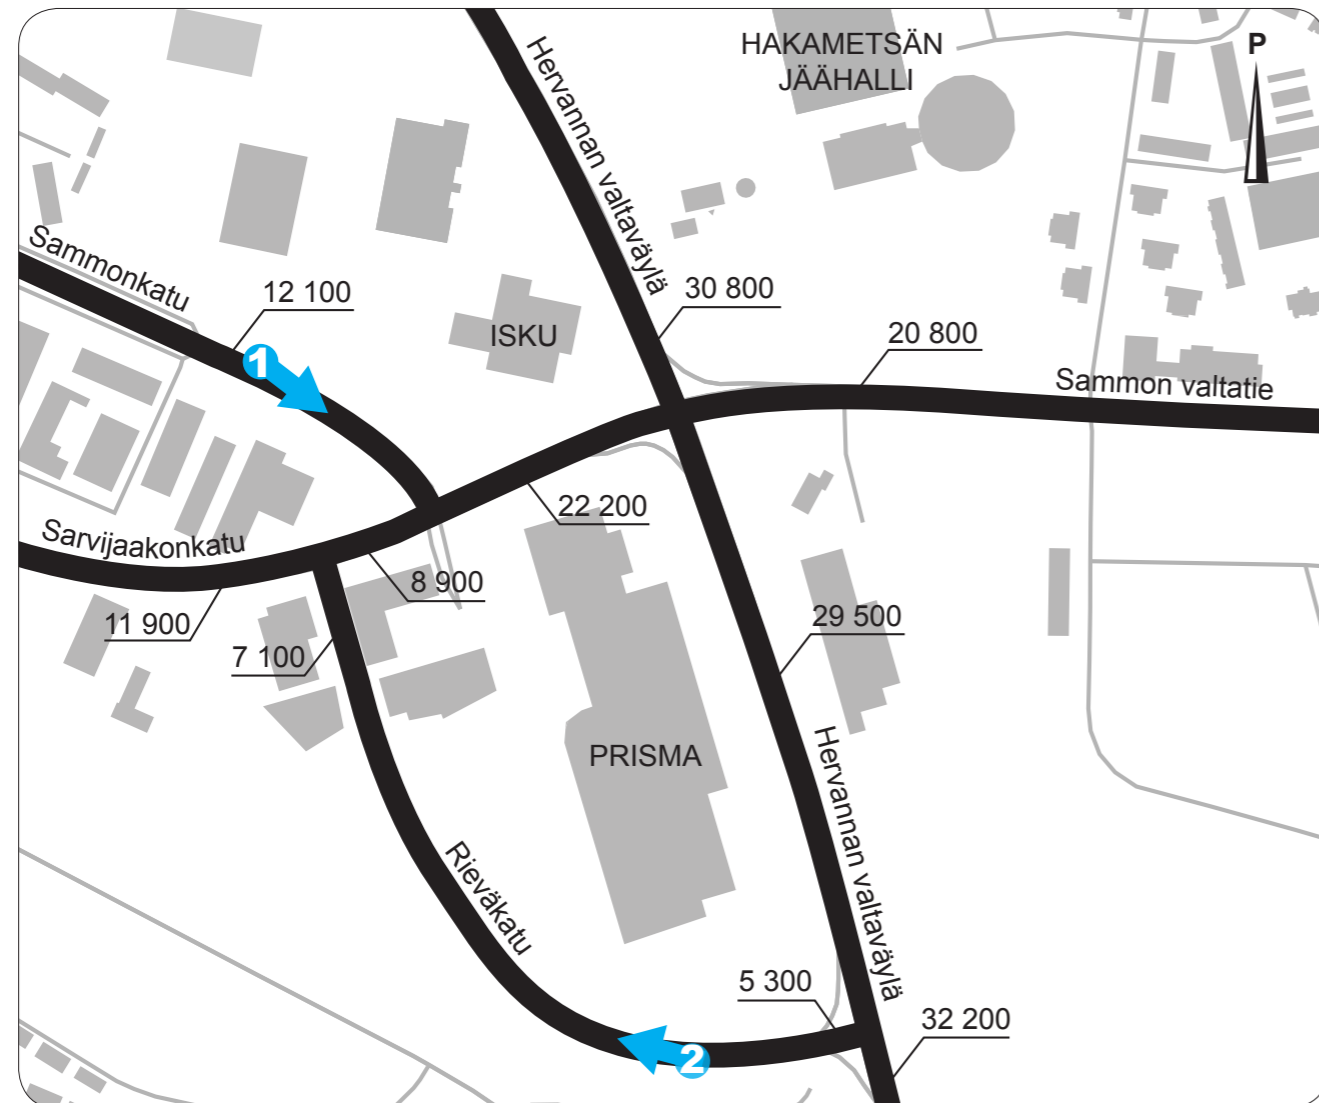 HAKAMETSÄN
JÄÄHALLI
P
Hervannan valtaväylä
Sammonkatu
12 100
30 800
1
ISKU
20 800
Sammon valtatie
22 200
Sarvijaakonkatu
8 900
11 900
7 100
29 500
PRISMA
Hervannan valtaväylä
Rieväkatu
5 300
32 200
2